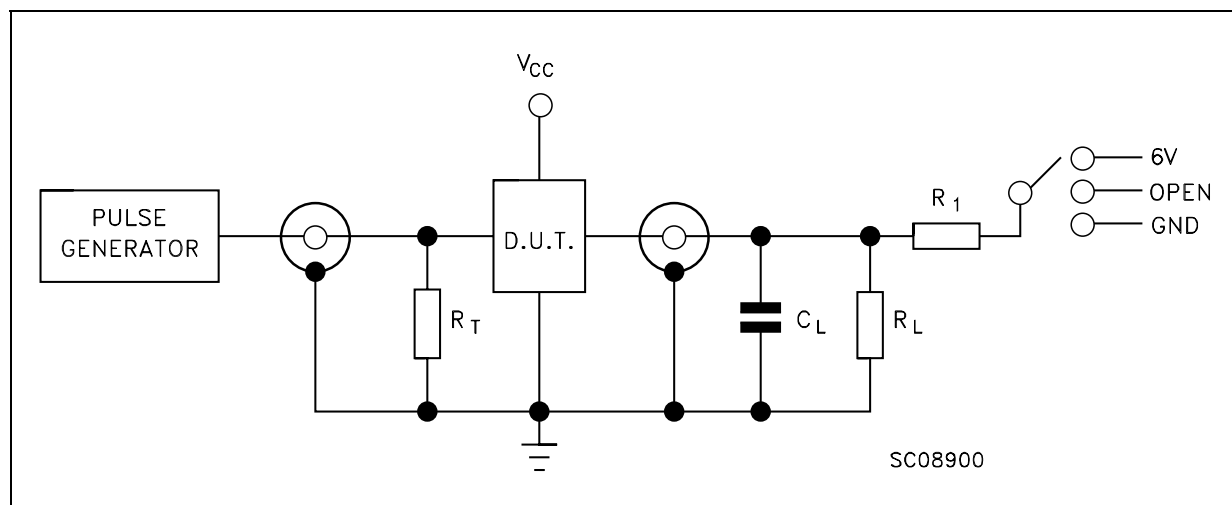 VCC
PULSE
GENERATOR
D.U.T.
RT
CL
RL
R1
6V
OPEN
GND
SC08900